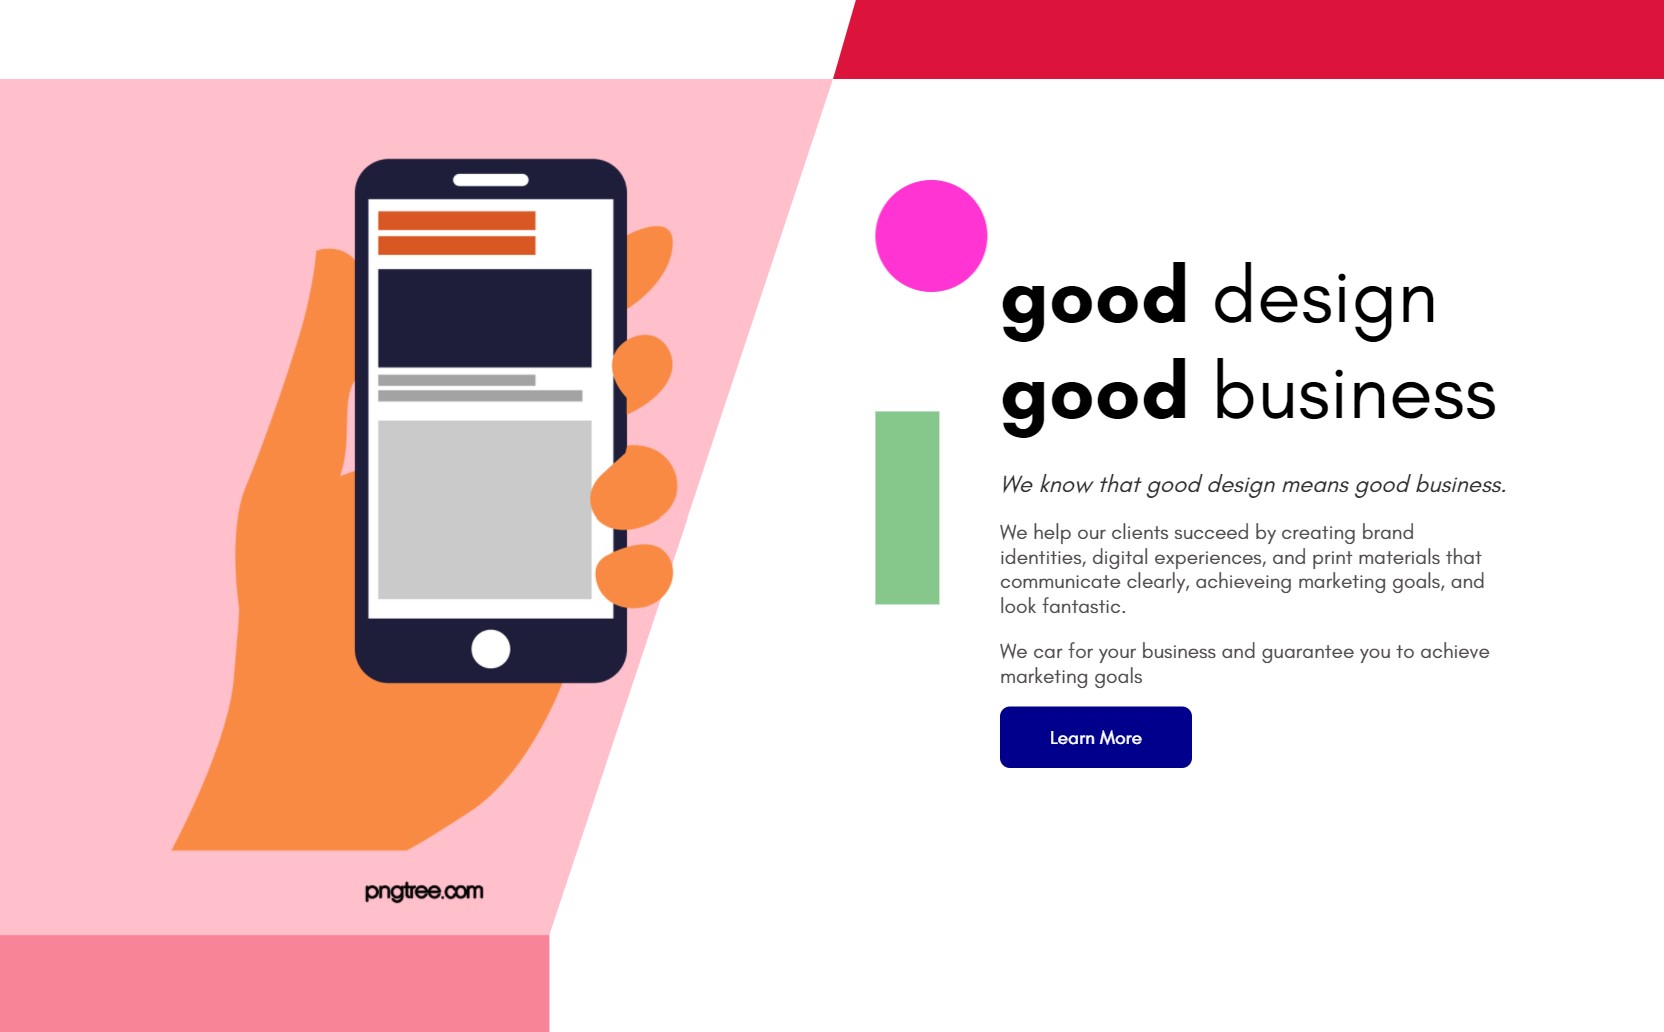 good design
good business
We know that good design means good business.
We help our clients succeed by creating brand
identities, digital experiences, and print materials that
communicate clearly, achieveing marketing goals, and
look fantastic.
We car for your business and guarantee you to achieve
marketing goals
Learn More
pngtree.com